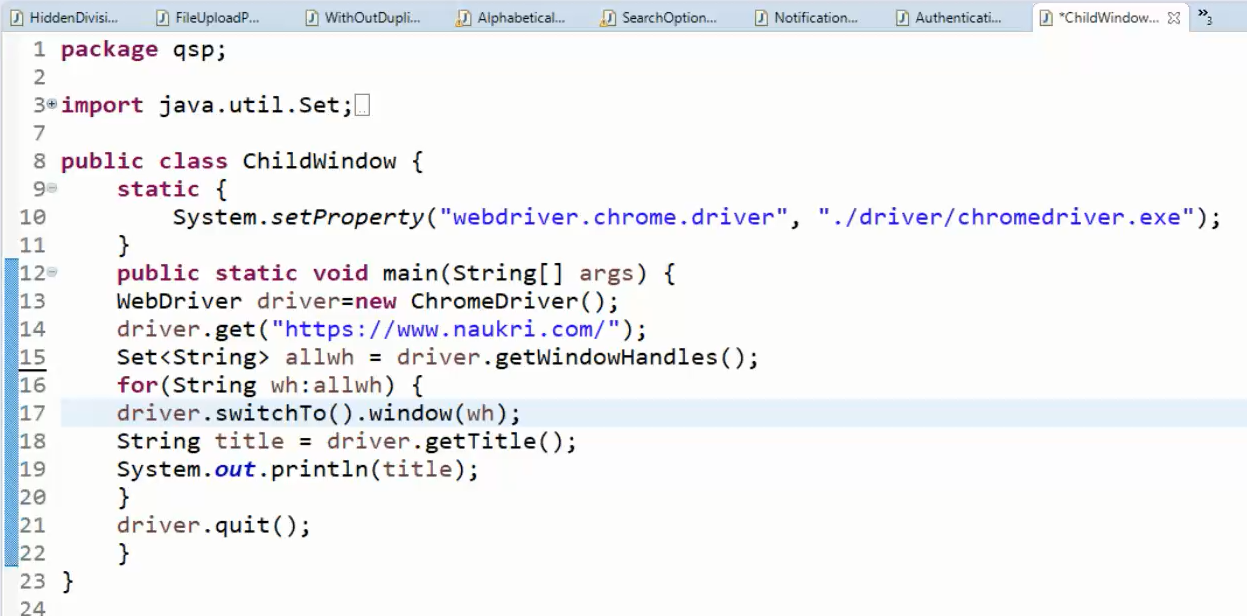 HiddenDivisi... FileUploadP... WithOutDupli... Alphabetical... SearchOption... Notification... Authenticati... *ChildWindow... »3
1 package qsp;
2
3 import java.util.Set;
7
8 public class ChildWindow {
9 static {
10 System.setProperty("webdriver.chrome.driver", "./driver/chromedriver.exe");
11 }
12 public static void main(String[] args) {
13 WebDriver driver=new ChromeDriver();
14 driver.get("https://www.naukri.com/");
15 Set<String> allwh = driver.getWindowHandles();
16 for(String wh:allwh) {
17 driver.switchTo().window(wh);
18 String title = driver.getTitle();
19 System.out.println(title);
20 }
21 driver.quit();
22 }
23 }
24